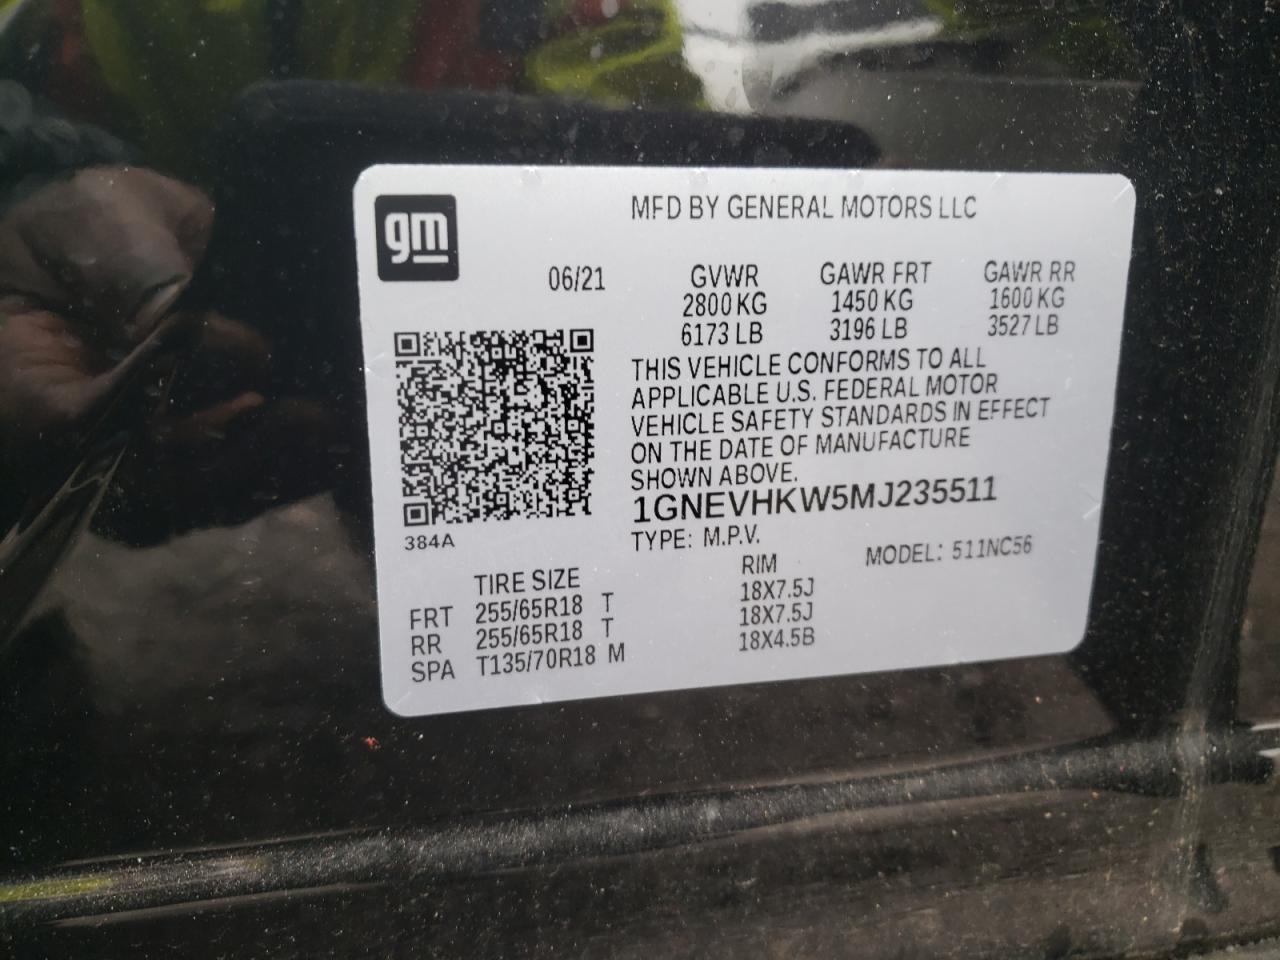 gm
MFD BY GENERAL MOTORS LLC
06/21 GVWR GAWR FRT GAWR RR
2800 KG 1450 KG 1600 KG
6173 LB 3196 LB 3527 LB
THIS VEHICLE CONFORMS TO ALL
APPLICABLE U.S. FEDERAL MOTOR
VEHICLE SAFETY STANDARDS IN EFFECT
ON THE DATE OF MANUFACTURE
SHOWN ABOVE.
1GNEVHKW5MJ235511
384A
TYPE: M.P.V. MODEL: 511NC56
TIRE SIZE RIM
FRT 255/65R18 T 18X7.5J
RR 255/65R18 T 18X7.5J
SPA T135/70R18 M 18X4.5B